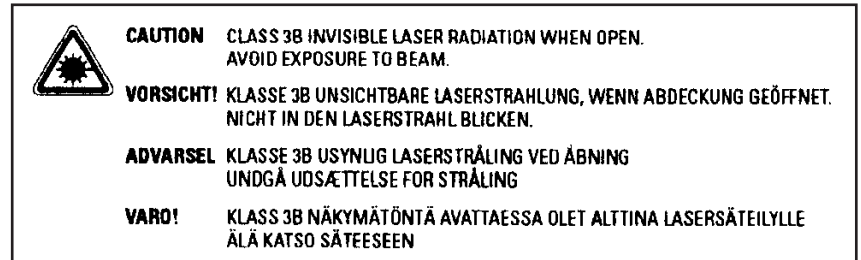 CAUTION CLASS 3B INVISIBLE LASER RADIATION WHEN OPEN.
AVOID EXPOSURE TO BEAM.
VORSICHT! KLASSE 3B UNSICHTBARE LASERSTRAHLUNG, WENN ABDECKUNG GEÖFFNET.
NICHT IN DEN LASERSTRAHL BLICKEN.
ADVARSEL KLASSE 3B USYNLIG LASERSTRÅLING VED ÅBNING
UNDGÅ UDSÆTTELSE FOR STRÅLING
VARO! KLASS 3B NÄKYMÄTÖNTÄ AVATTAESSA OLET ALTTINA LASERSÄTEILYLLE
ÄLÄ KATSO SÄTEESEEN